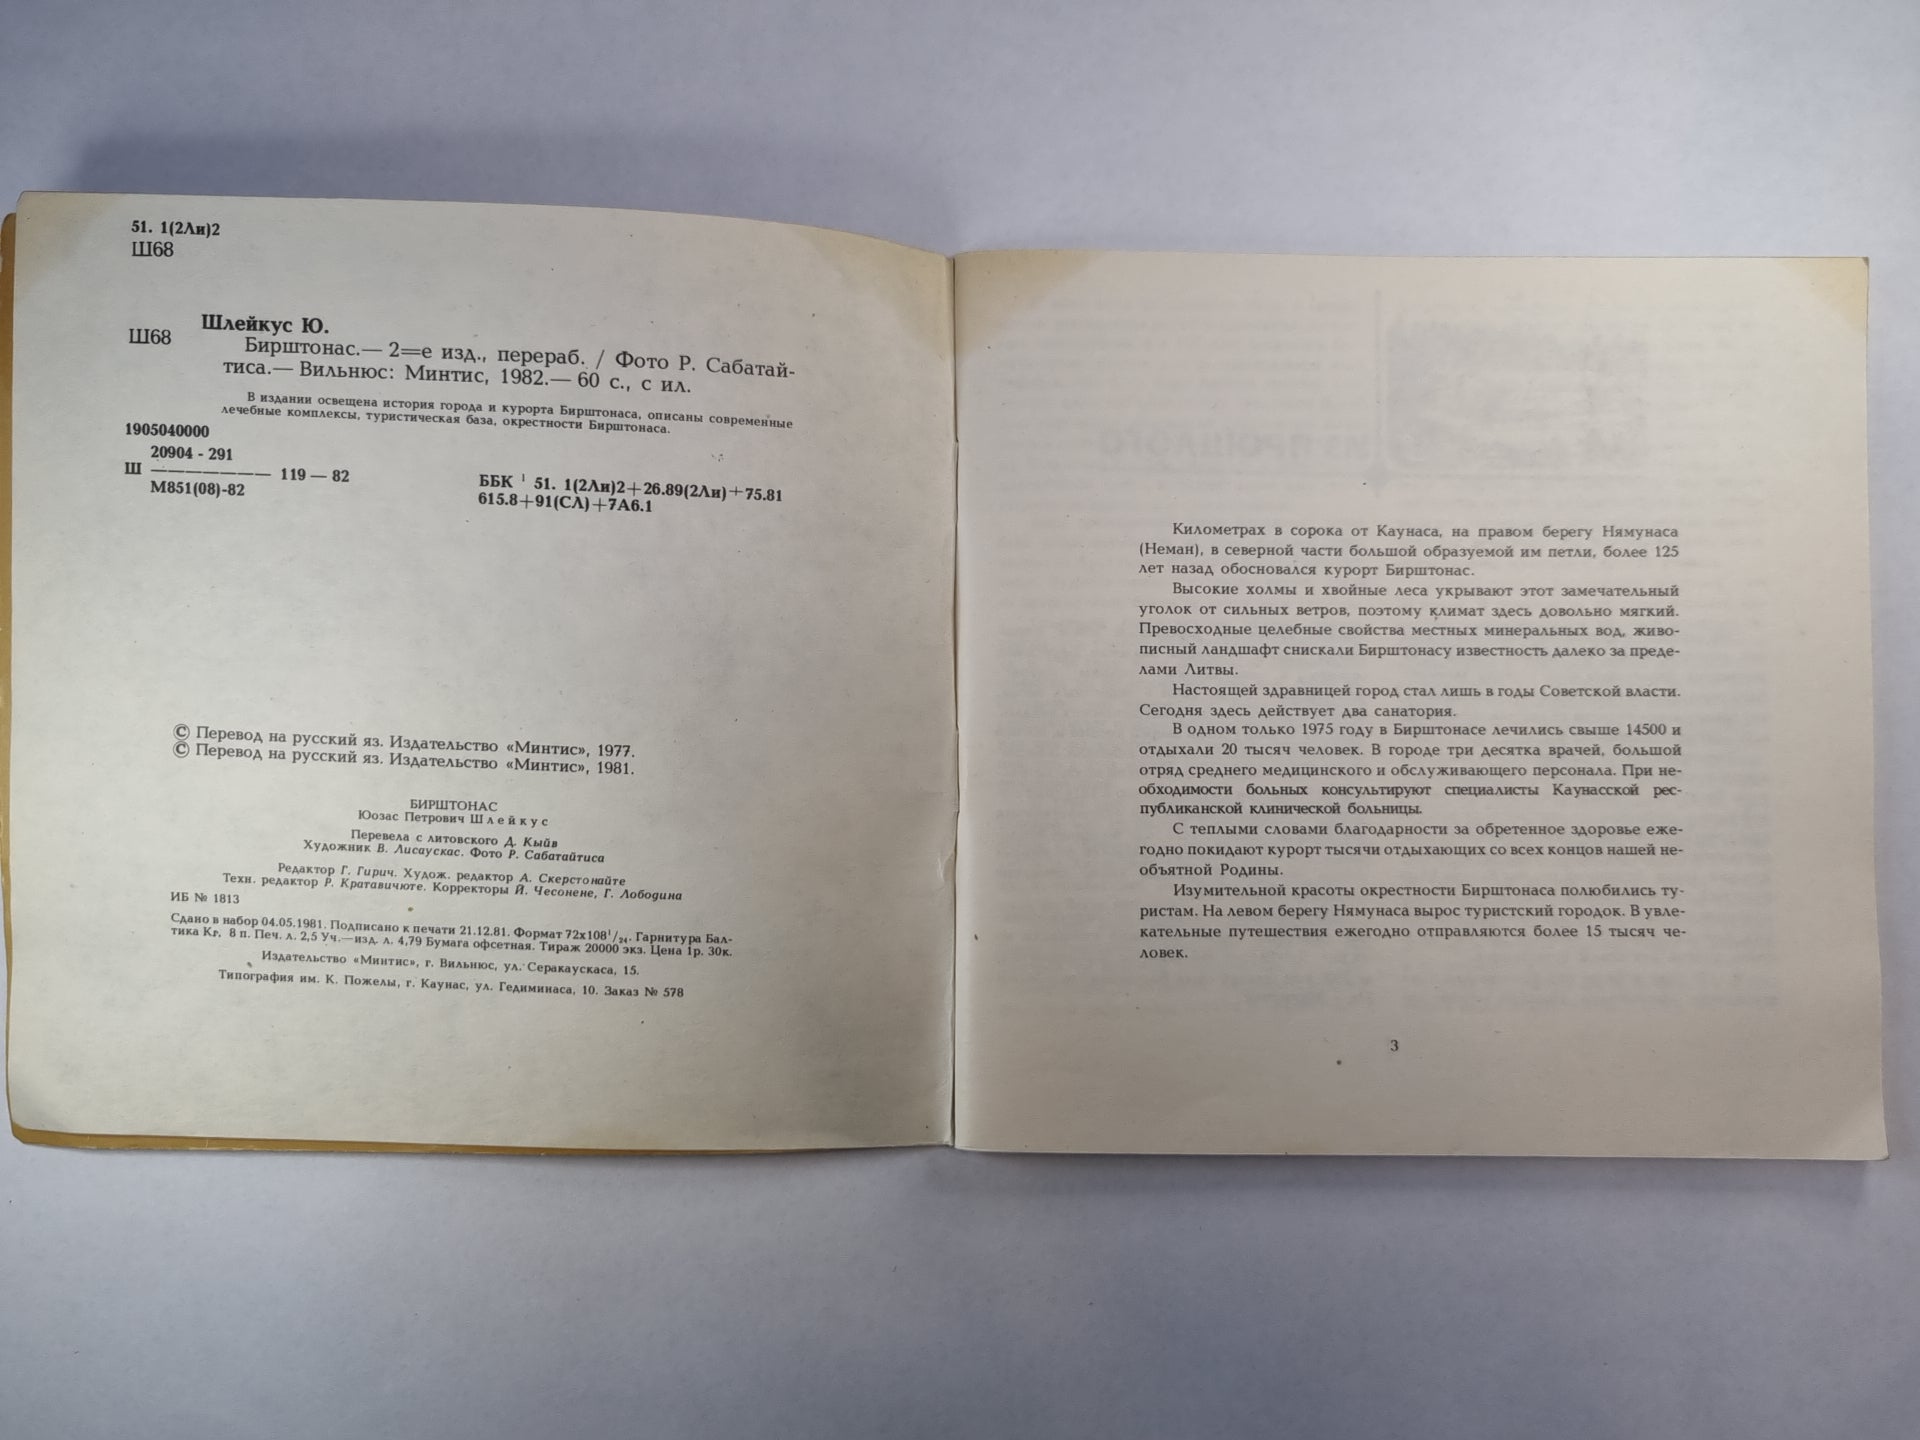 51. 1(2Ли)2
Ш68
Шлейкус Ю.
Ш68
Бирштонас.— 2=е изд., перераб. / Фото Р. Сабатай-
тиса.— Вильнюс: Минтис, 1982.— 60 с., с ил.
В издании освещена история города и курорта Бирштонаса, описаны современные
лечебные комплексы, туристическая база, окрестности Бирштонаса.
1905040000
20904 - 291
Ш ——————— 119 — 82
М851(08)-82
ББК 51. 1(2Ли)2+26.89(2Ли)+75.81
615.8+91(СЛ)+7А6.1
© Перевод на русский яз. Издательство «Минтис», 1977.
© Перевод на русский яз. Издательство «Минтис», 1981.
БИРШТОНАС
Юозас Петрович Шлейкус
Перевела с литовского Д. Кыйв
Художник В. Лисаускас. Фото Р. Сабатайтиса
Редактор Г. Гирич. Худож. редактор А. Скерстонайте
Техн. редактор Р. Кратавичюте. Корректоры Й. Чесонене, Г. Лободина
ИБ № 1813
Сдано в набор 04.05.1981. Подписано к печати 21.12.81. Формат 72х108¹/₂₄. Гарнитура Бал-
тика Кг. 8 п. Печ. л. 2,5 Уч.—изд. л. 4,79 Бумага офсетная. Тираж 20000 экз. Цена 1р. 30к.
Издательство «Минтис», г. Вильнюс, ул. Серакаускаса, 15.
Типография им. К. Пожелы, г. Каунас, ул. Гедиминаса, 10. Заказ № 578
Километрах в сорока от Каунаса, на правом берегу Нямунаса
(Неман), в северной части большой образуемой им петли, более 125
лет назад обосновался курорт Бирштонас.
Высокие холмы и хвойные леса укрывают этот замечательный
уголок от сильных ветров, поэтому климат здесь довольно мягкий.
Превосходные целебные свойства местных минеральных вод, живо-
писный ландшафт снискали Бирштонасу известность далеко за преде-
лами Литвы.
Настоящей здравницей город стал лишь в годы Советской власти.
Сегодня здесь действует два санатория.
В одном только 1975 году в Бирштонасе лечились свыше 14500 и
отдыхали 20 тысяч человек. В городе три десятка врачей, большой
отряд среднего медицинского и обслуживающего персонала. При не-
обходимости больных консультируют специалисты Каунасской рес-
публиканской клинической больницы.
С теплыми словами благодарности за обретенное здоровье еже-
годно покидают курорт тысячи отдыхающих со всех концов нашей не-
объятной Родины.
Изумительной красоты окрестности Бирштонаса полюбились ту-
ристам. На левом берегу Нямунаса вырос туристский городок. В увле-
кательные путешествия ежегодно отправляются более 15 тысяч че-
ловек.
3